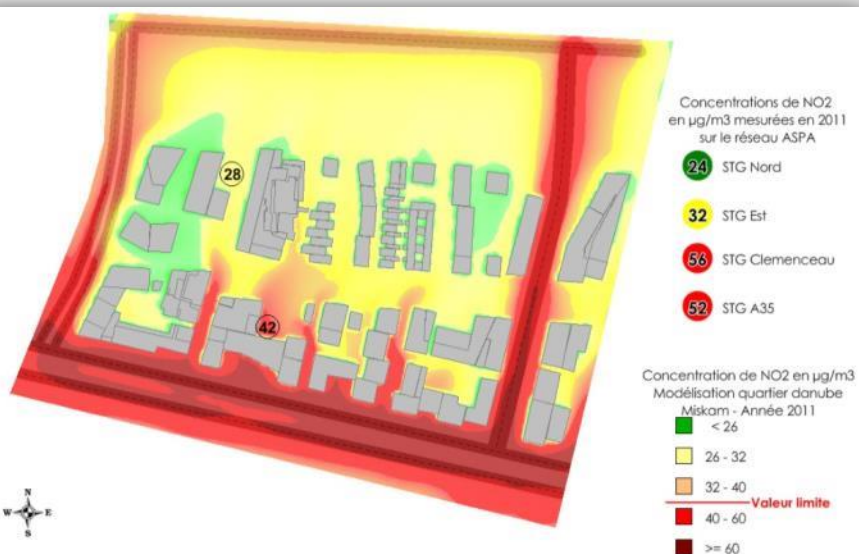 28
42
Concentrations de NO2
en µg/m3 mesurées en 2011
sur le réseau ASPA
24 STG Nord
32 STG Est
56 STG Clemenceau
52 STG A35
Concentration de NO2 en µg/m3
Modélisation quartier danube
Miskam - Année 2011
< 26
26 - 32
32 - 40
Valeur limite
40 - 60
>= 60
N
W E
S